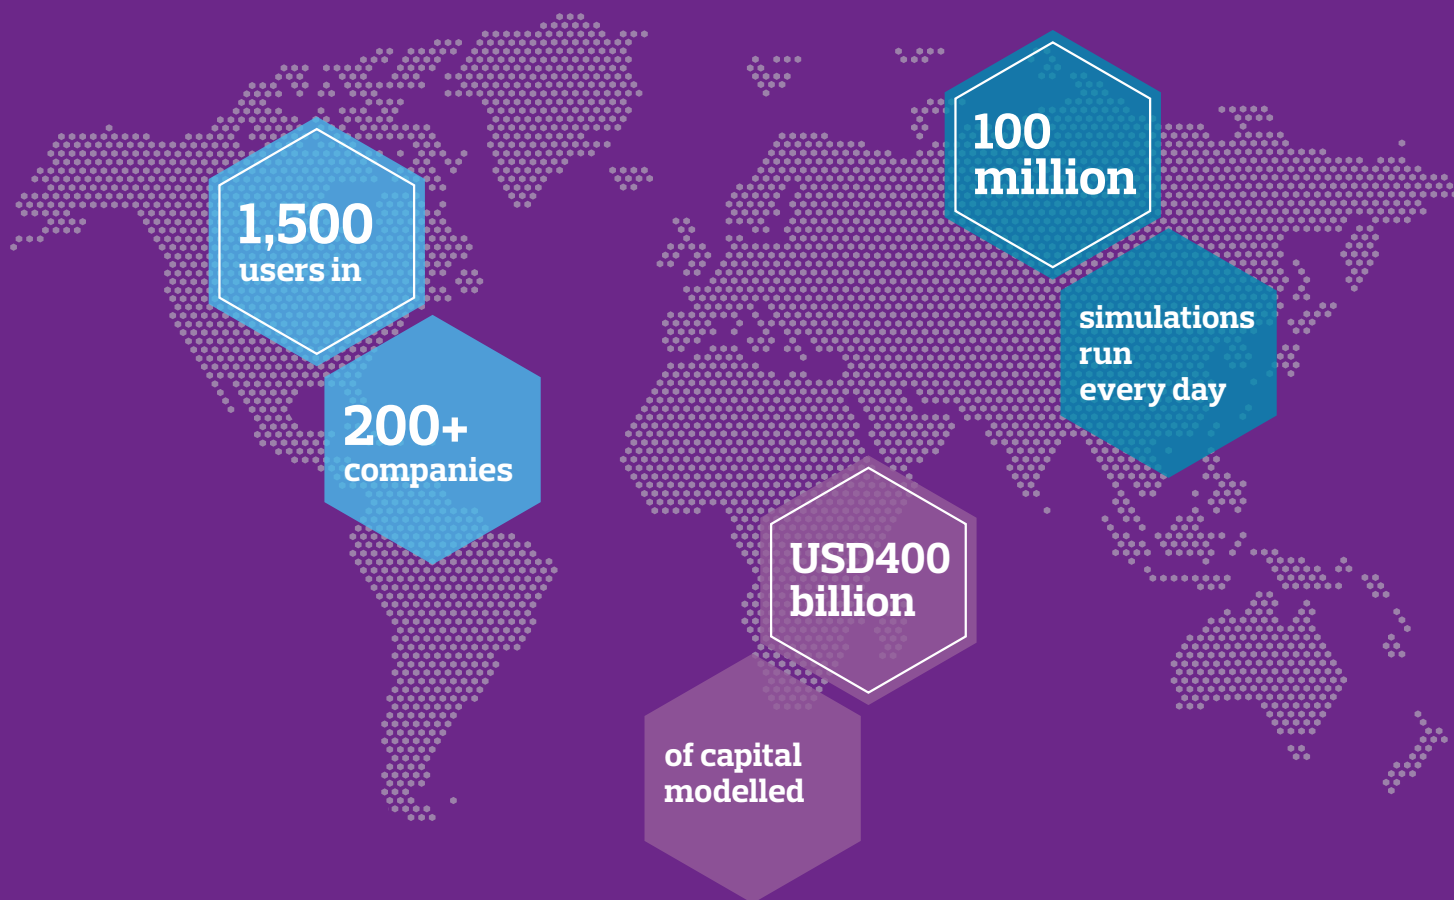 1,500
users in
200+
companies
100
million
simulations
run
every day
USD400
billion
of capital
modelled